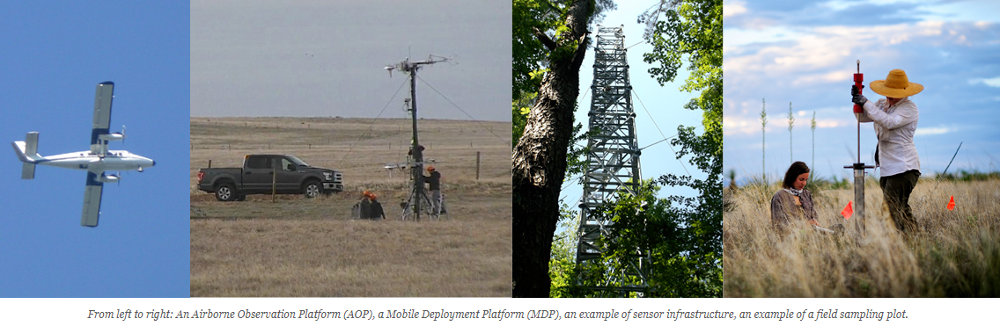 From left to right: An Airborne Observation Platform (AOP), a Mobile Deployment Platform (MDP), an example of sensor infrastructure, an example of a field sampling plot.